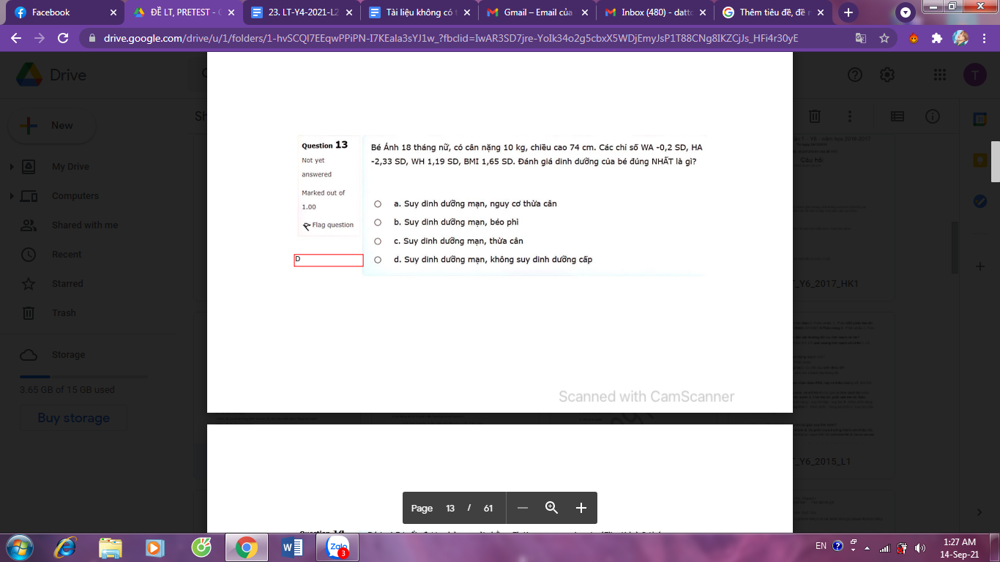 Facebook
ĐỀ LT, PRETEST - G
23. LT-Y4-2021-L2
Tài liệu không có t
Gmail – Email của
Inbox (480) - datto
Thêm tiêu đề, đề
drive.google.com/drive/u/1/folders/1-hvSCQI7EEqwPPiPN-I7KEala3sYJ1w_?fbclid=IwAR3SD7jre-YoIk34o2g5cbxX5WDjEmyJsP1T88CNg8IKZCjJs_HFi4r30yE
Drive
T
New
Sh
My Drive
Computers
Shared with me
Recent
Starred
Trash
Storage
3.65 GB of 15 GB used
Buy storage
Question 13
Not yet
answered
Marked out of
1.00
Flag question
D
Bé Ánh 18 tháng nữ, có cân nặng 10 kg, chiều cao 74 cm. Các chỉ số WA -0,2 SD, HA
-2,33 SD, WH 1,19 SD, BMI 1,65 SD. Đánh giá dinh dưỡng của bé đúng NHẤT là gì?
a. Suy dinh dưỡng mạn, nguy cơ thừa cân
b. Suy dinh dưỡng mạn, béo phì
c. Suy dinh dưỡng mạn, thừa cân
d. Suy dinh dưỡng mạn, không suy dinh dưỡng cấp
Scanned with CamScanner
Câu hỏi
T_Y6_2017_HK1
T_Y6_2015_L1
Page 13 / 61
Zalo
3
EN
1:27 AM
14-Sep-21